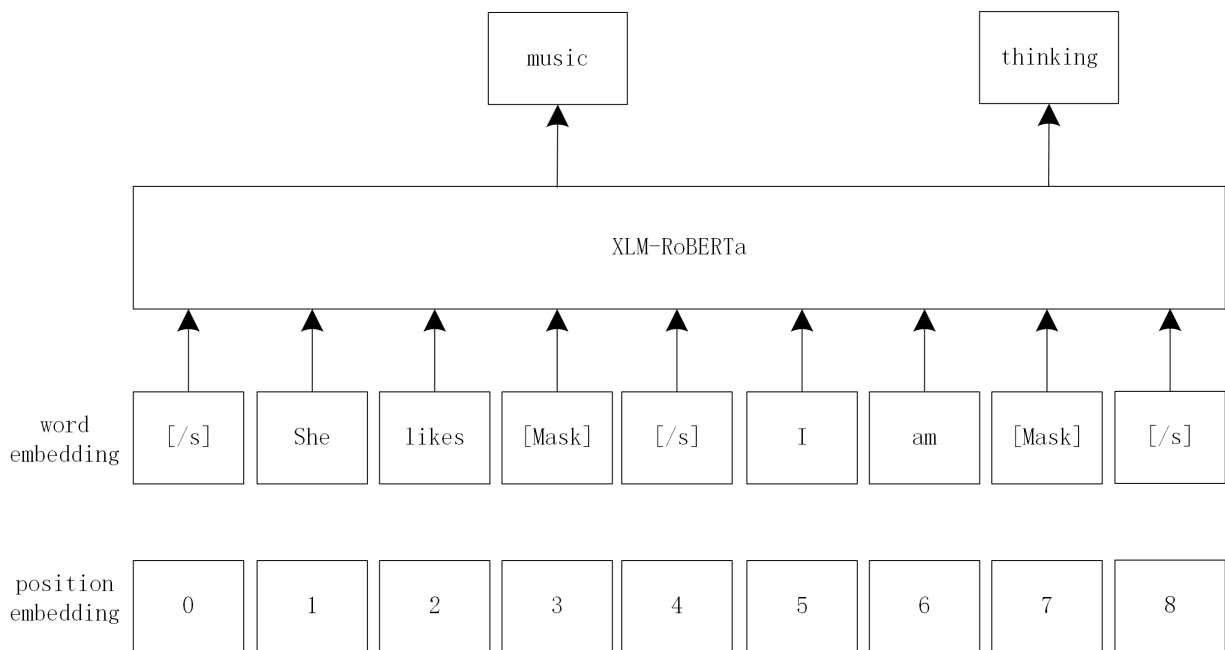 music thinking
XLM-RoBERTa
word
embedding
[/s] She likes [Mask] [/s] I am [Mask] [/s]
position
embedding
0 1 2 3 4 5 6 7 8